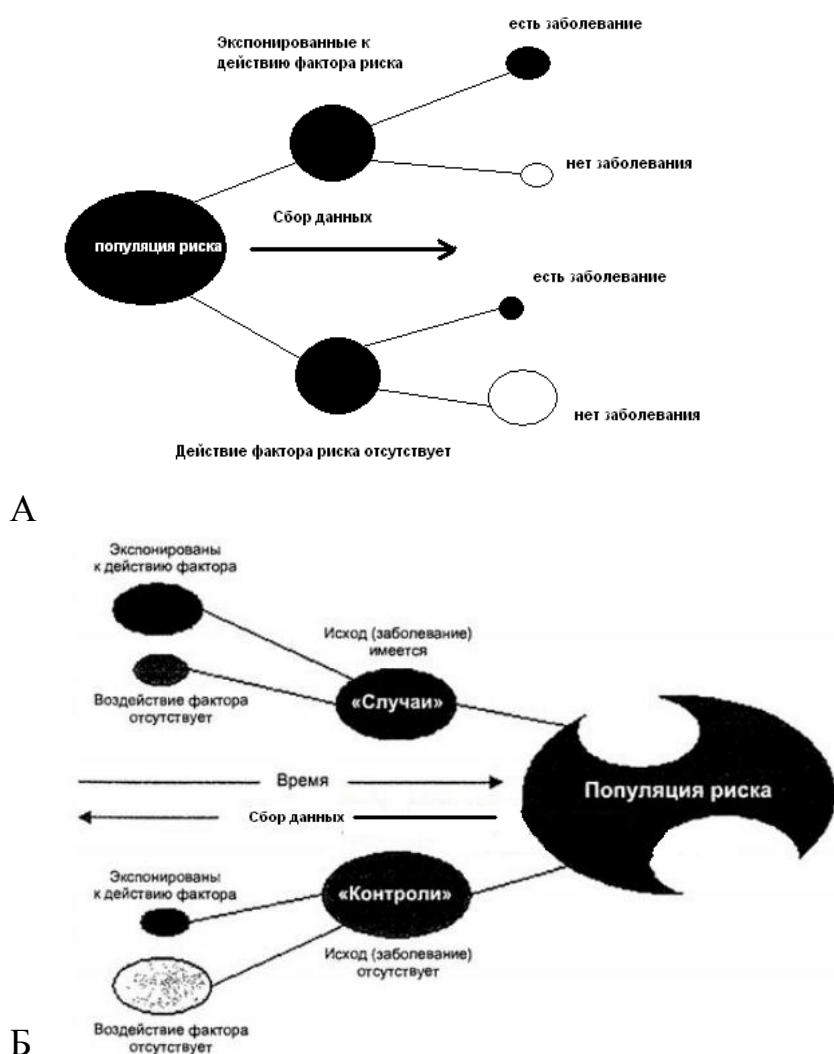 есть заболевание
Экспонированные к
действию фактора риска
нет заболевания
Сбор данных
популяция риска
есть заболевание
нет заболевания
Действие фактора риска отсутствует
А
Экспонированы
к действию фактора
Исход (заболевание)
имеется
«Случаи»
Воздействие фактора
отсутствует
Время
Популяция риска
Сбор данных
Экспонированы
к действию фактора
«Контроли»
Исход (заболевание)
отсутствует
Воздействие фактора
отсутствует
Б